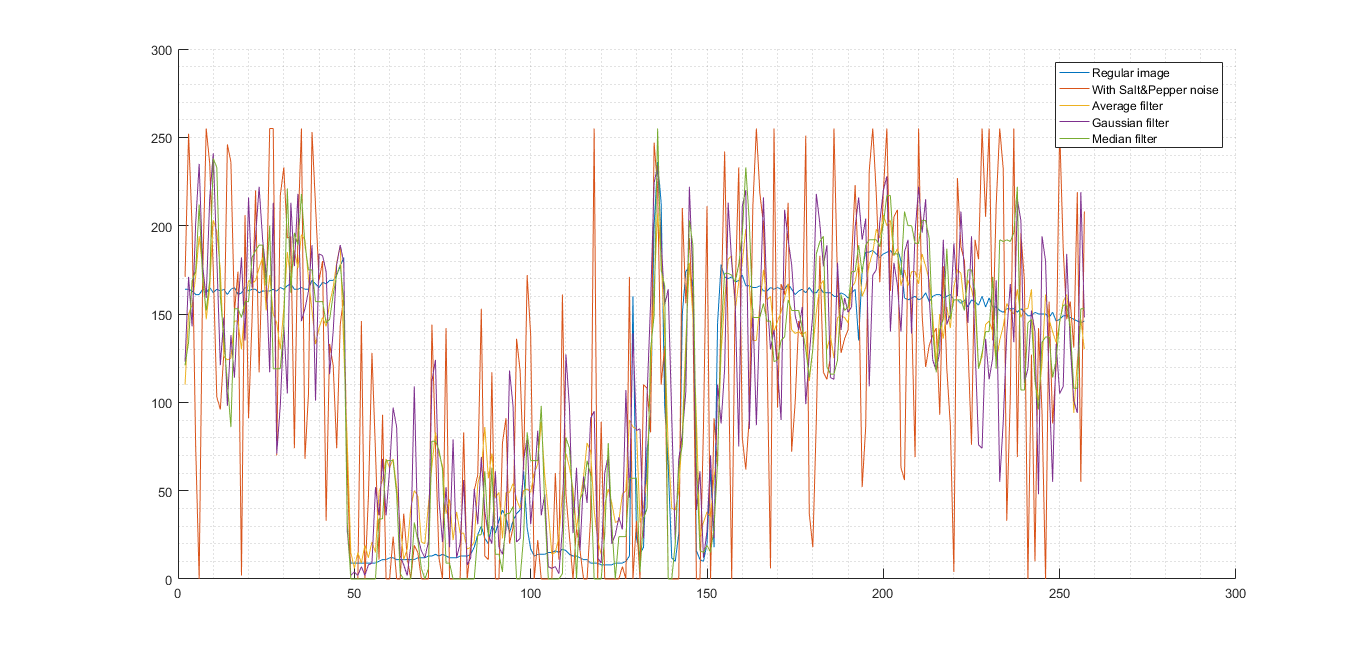 300
250
200
150
100
50
0
0 50 100 150 200 250 300
Regular image
With Salt&Pepper noise
Average filter
Gaussian filter
Median filter